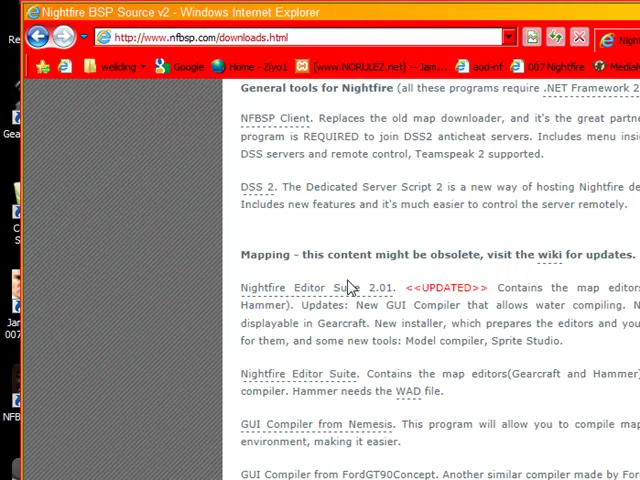 Nightfire BSP Source v2 - Windows Internet Explorer
http://www.nfbsp.com/downloads.html
Nightf
wellding Google Home - Ziyo1 [www.NORULEZ.net] -- Jam... aod-nf 007 Nightfire
General tools for Nightfire (all these programs require .NET Framework 2
NFBSP Client. Replaces the old map downloader, and it's the great partne
program is REQUIRED to join DSS2 anticheat servers. Includes menu insi
DSS servers and remote control, Teamspeak 2 supported.
DSS 2. The Dedicated Server Script 2 is a new way of hosting Nightfire de
Includes new features and it's much easier to control the server remotely.
Mapping - this content might be obsolete, visit the wiki for updates.
Nightfire Editor Suite 2.01. <<UPDATED>> Contains the map editors
Hammer). Updates: New GUI Compiler that allows water compiling. N
displayable in Gearcraft. New installer, which prepares the editors and you
for them, and some new tools: Model compiler, Sprite Studio.
Nightfire Editor Suite. Contains the map editors(Gearcraft and Hammer)
compiler. Hammer needs the WAD file.
GUI Compiler from Nemesis. This program will allow you to compile map
environment, making it easier.
GUI Compiler from FordGT90Concept. Another similar compiler made by For
Re
Gea
C
S
Jan
007
NFB